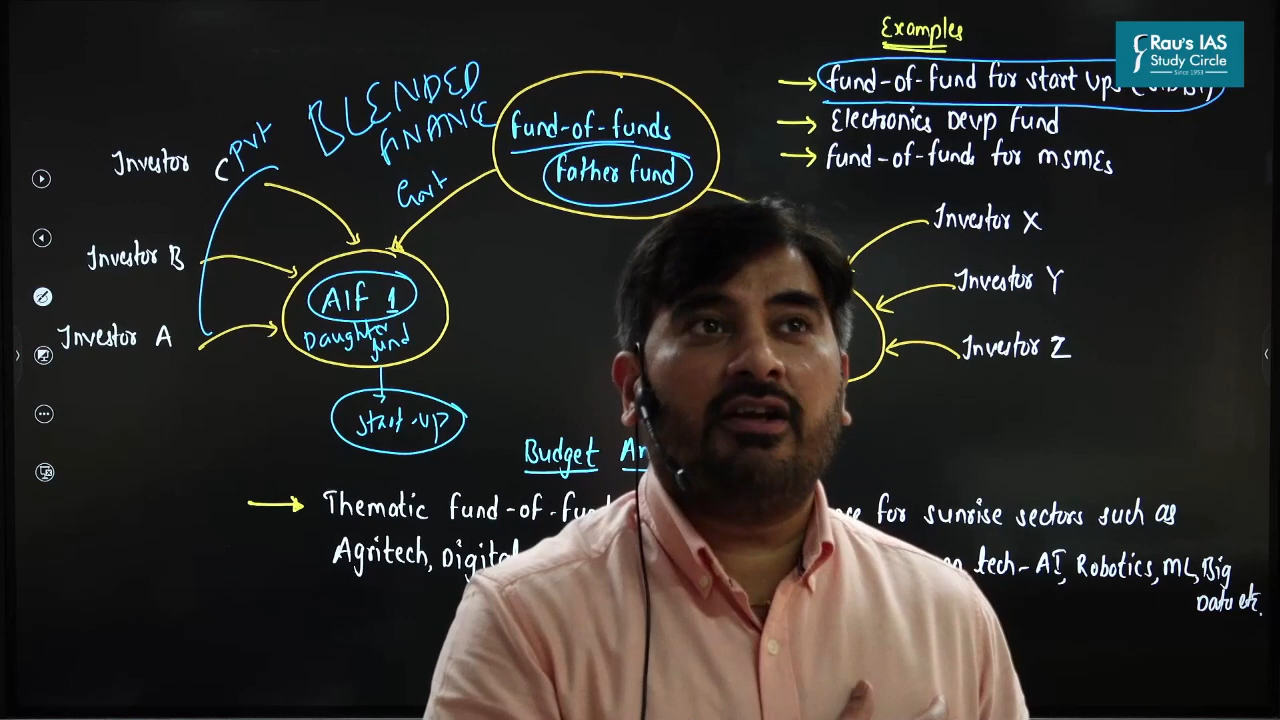 Examples
Rau's IAS
Study Circle
Since 1953
→ Fund-of-fund for start ups
→ Electronics Devp Fund
→ Fund-of-funds for MSMEs
BLENDED
FINANCE
Fund-of-funds
Father fund
Govt
Pvt
Investor C
Investor B
Investor A
AIF 1
Daughter
fund
start-up
Investor X
Investor Y
Investor Z
Budget
→ Thematic fund-of-fu for sunrise sectors such as
Agritech, Digit tech-AI, Robotics, ML, Big
Data etc.